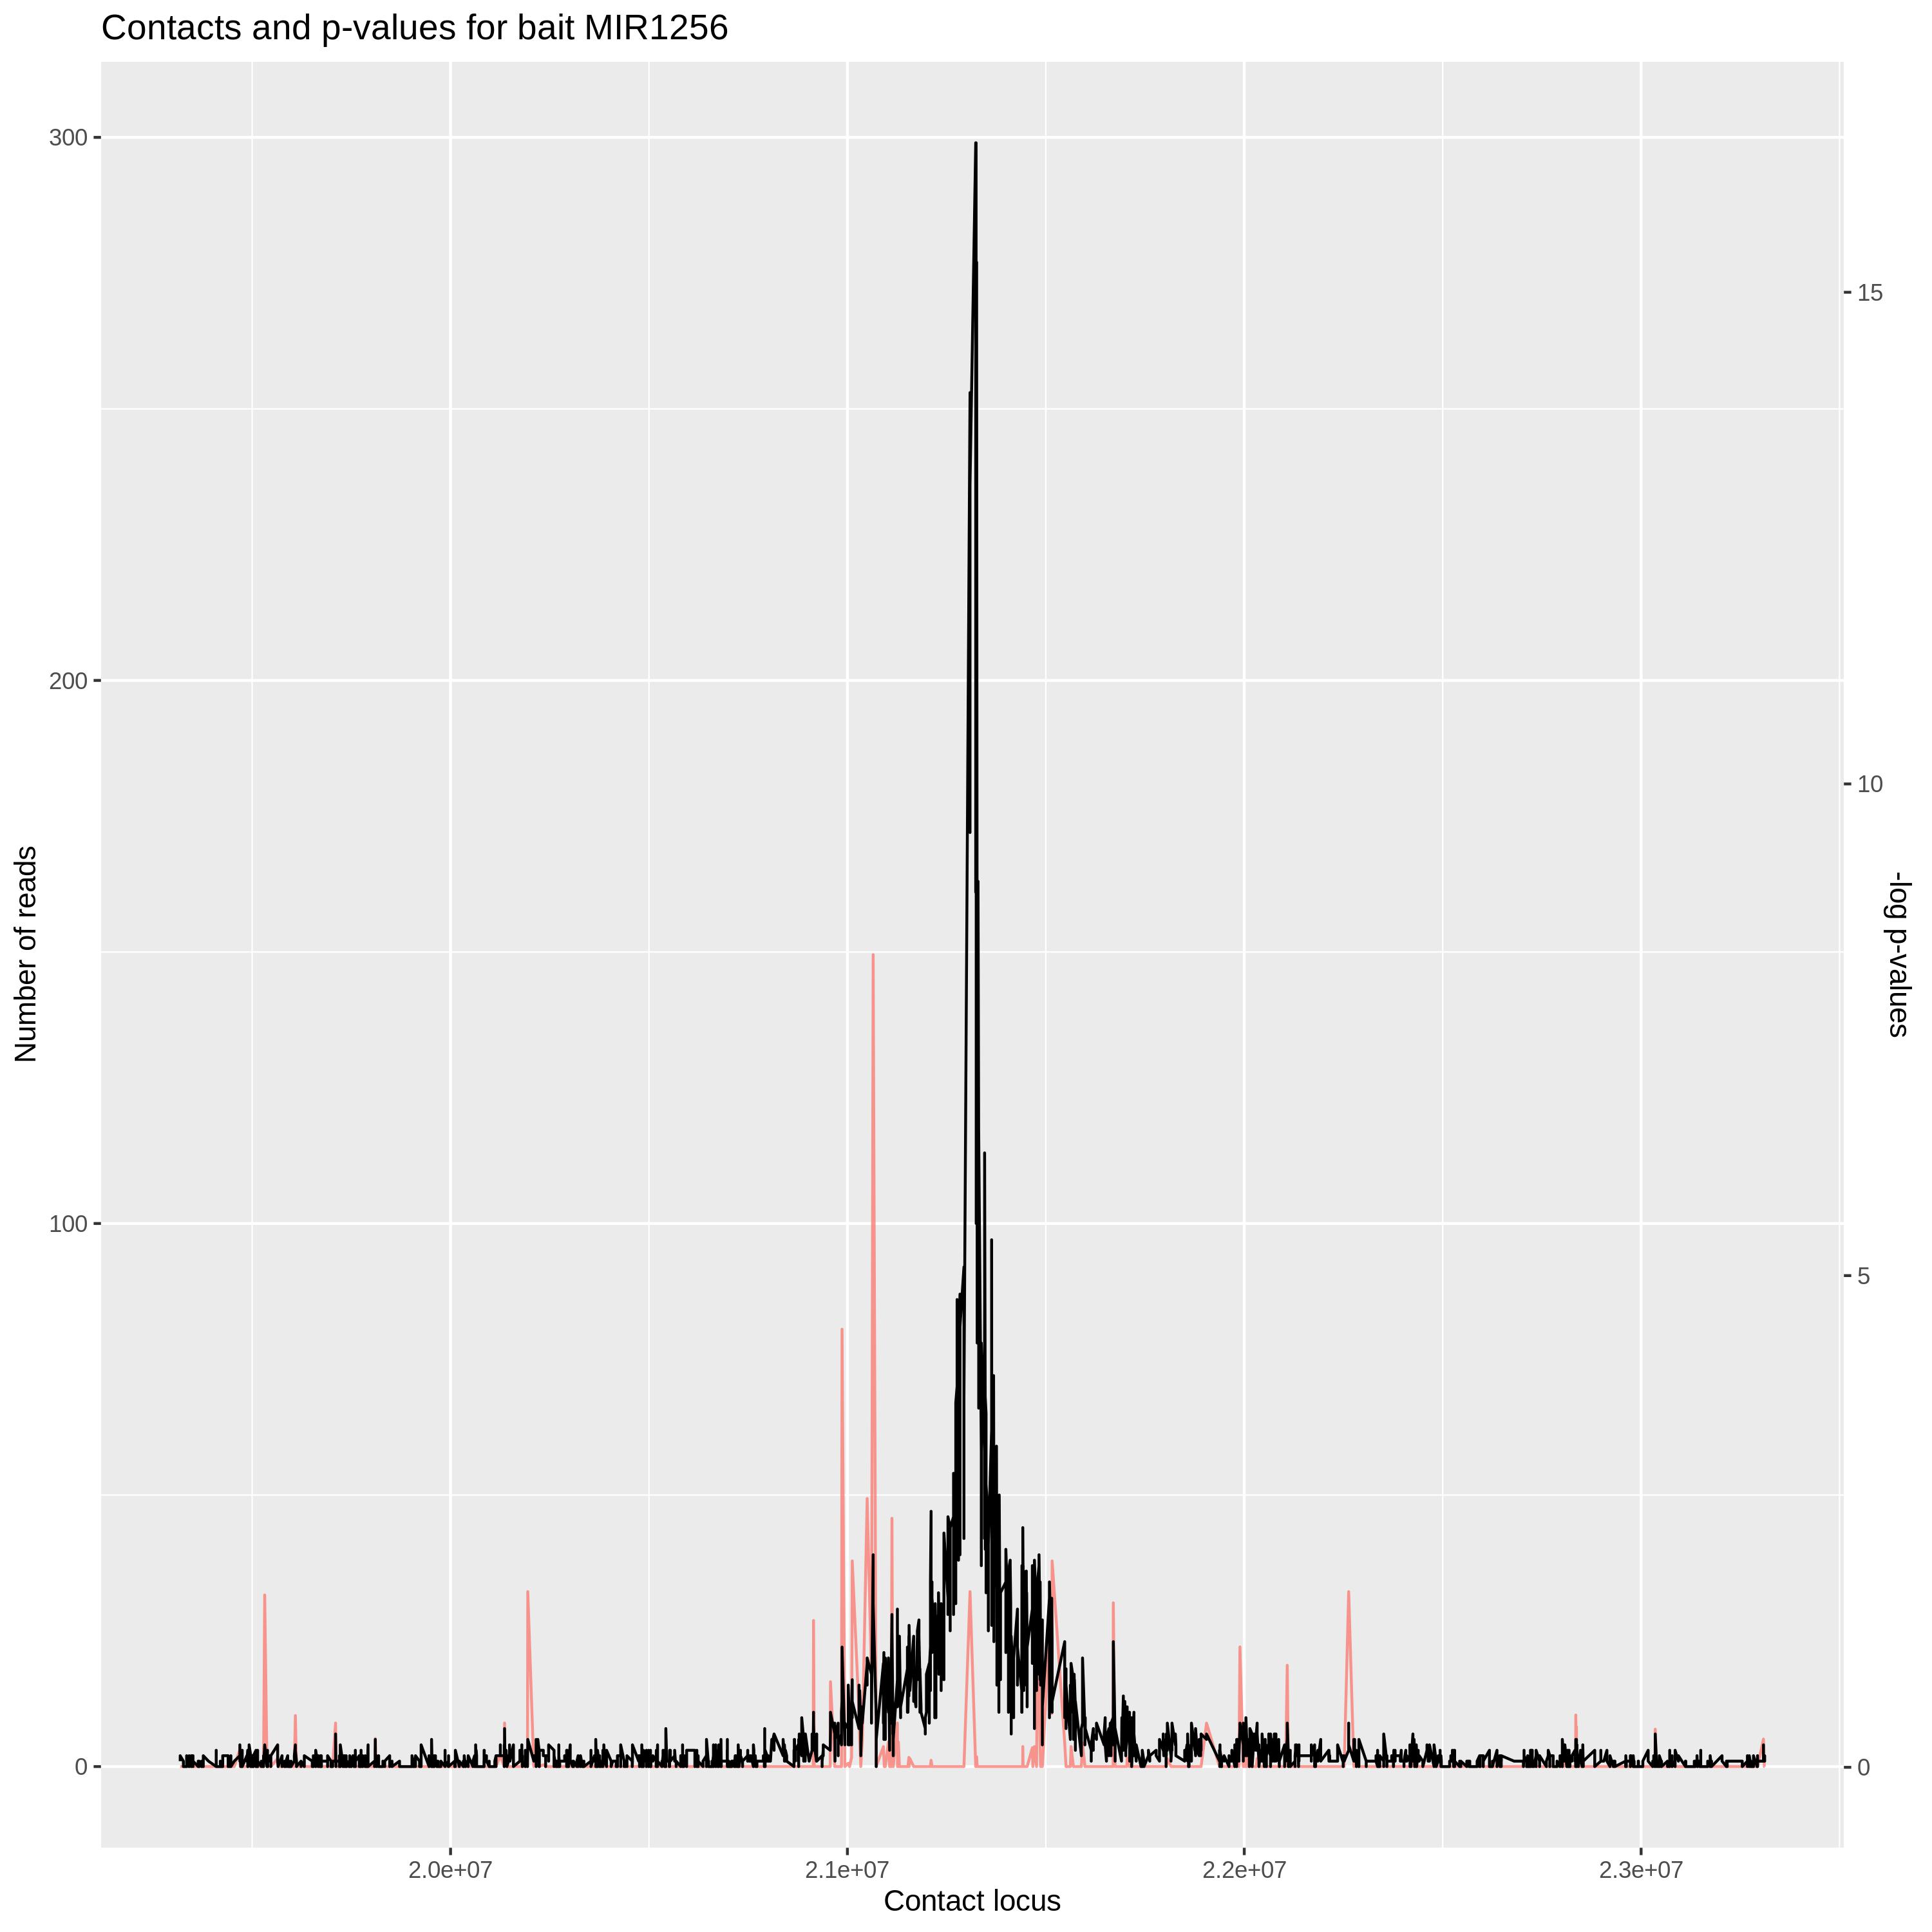 Contacts and p-values for bait MIR1256
300
200
100
0
Number of reads
15
10
5
0
-log p-values
2.0e+07
2.1e+07
2.2e+07
2.3e+07
Contact locus